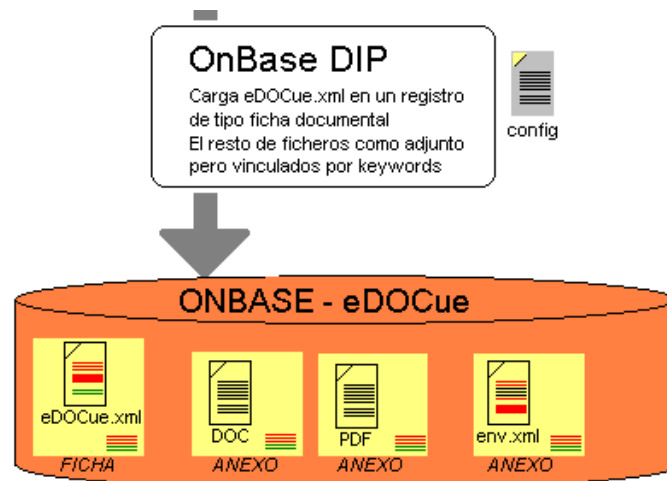 OnBase DIP
Carga eDOCue.xml en un registro
de tipo ficha documental
El resto de ficheros como adjunto
pero vinculados por keywords
config
ONBASE - eDOCue
eDOCue.xml
DOC
PDF
env.xml
FICHA
ANEXO
ANEXO
ANEXO